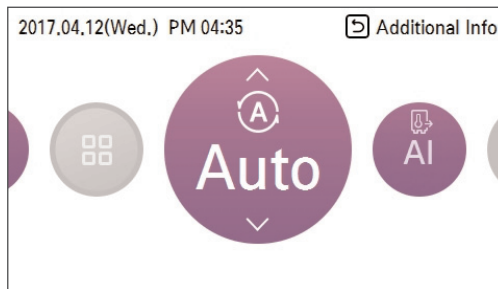 2017.04.12(Wed.) PM 04:35
Additional Info
A
Auto
AI